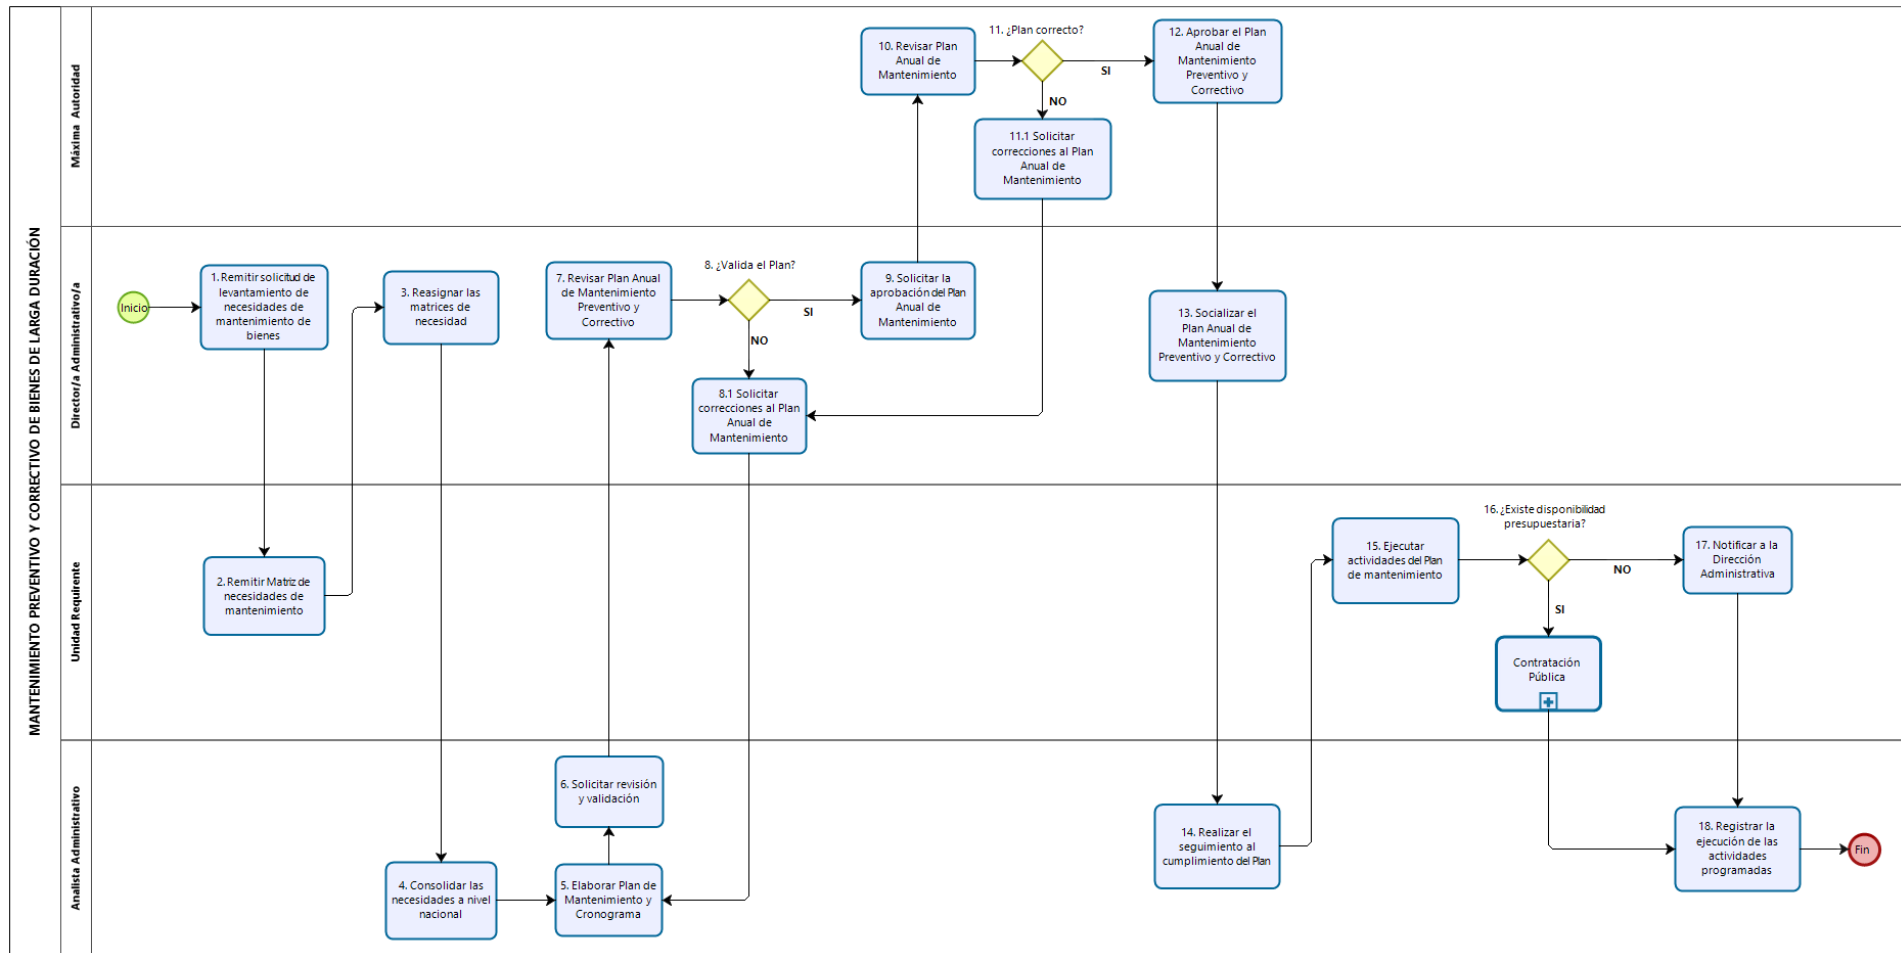 MANTENIMIENTO PREVENTIVO Y CORRECTIVO DE BIENES DE LARGA DURACIÓN
Máxima Autoridad
10. Revisar Plan
Anual de
Mantenimiento
11. ¿Plan correcto?
SI
NO
12. Aprobar el Plan
Anual de
Mantenimiento
Preventivo y
Correctivo
11.1 Solicitar
correcciones al Plan
Anual de
Mantenimiento
Director/a Administrativo/a
Inicio
1. Remitir solicitud de
levantamiento de
necesidades de
mantenimiento de
bienes
3. Reasignar las
matrices de
necesidad
7. Revisar Plan Anual
de Mantenimiento
Preventivo y
Correctivo
8. ¿Valida el Plan?
SI
NO
9. Solicitar la
aprobación del Plan
Anual de
Mantenimiento
8.1 Solicitar
correcciones al Plan
Anual de
Mantenimiento
13. Socializar el
Plan Anual de
Mantenimiento
Preventivo y Correctivo
Unidad Requirente
2. Remitir Matriz de
necesidades de
mantenimiento
15. Ejecutar
actividades del Plan
de mantenimiento
16. ¿Existe disponibilidad
presupuestaria?
NO
SI
17. Notificar a la
Dirección
Administrativa
Contratación
Pública
Analista Administrativo
4. Consolidar las
necesidades a nivel
nacional
5. Elaborar Plan de
Mantenimiento y
Cronograma
6. Solicitar revisión
y validación
14. Realizar el
seguimiento al
cumplimiento del Plan
18. Registrar la
ejecución de las
actividades
programadas
Fin